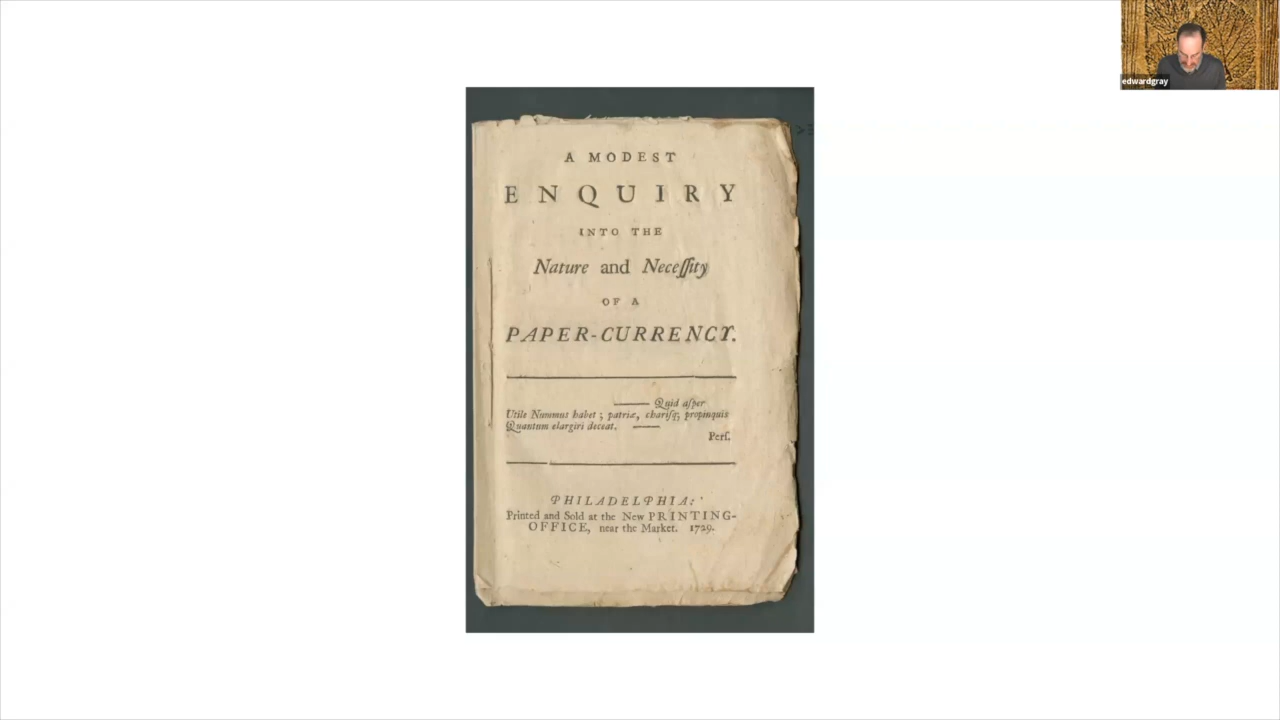 edwardgray
A MODEST
ENQUIRY
INTO THE
Nature and Neceſſity
OF A
PAPER-CURRENCY.
—— Quid aſper
Utile Nummus habet ; patriæ, chariſq; propinquis
Quantum elargiri deceat. ——
Perſ.
PHILADELPHIA:
Printed and Sold at the New PRINTING-
OFFICE, near the Market. 1729.